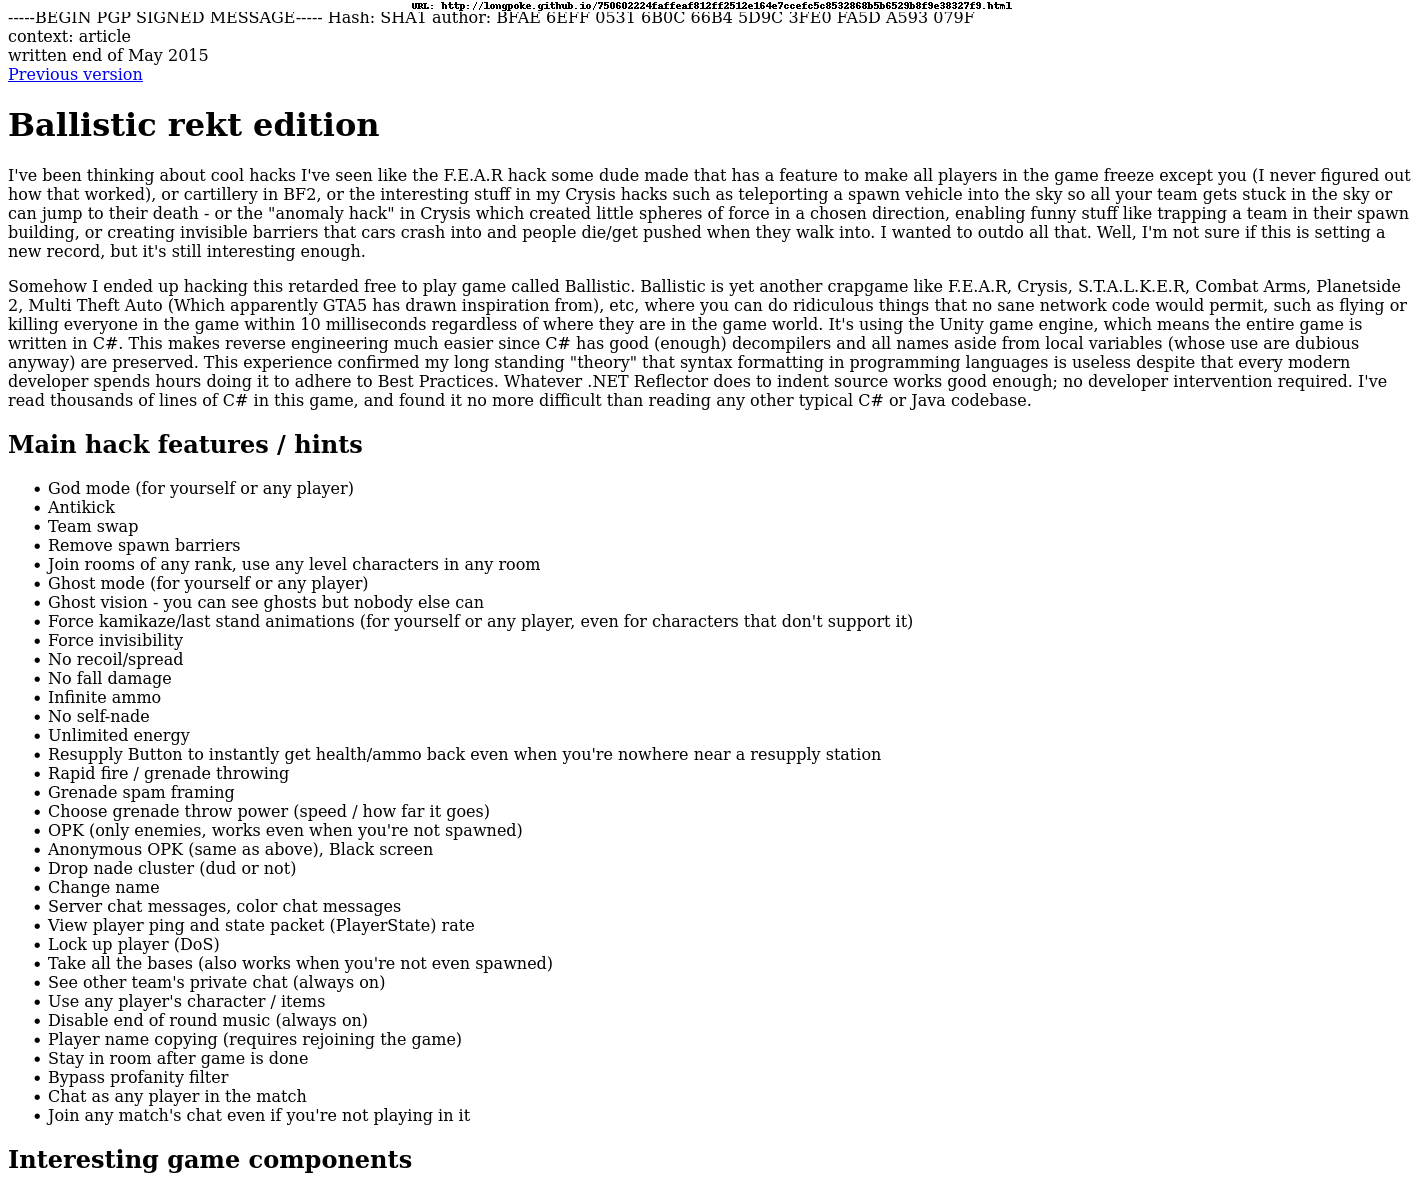 URL: http://longpoke.github.io/750602224faffeaf812ff2512e164e7ccefc5c8532868b5b6529b8f9e38327f9.html
-----BEGIN PGP SIGNED MESSAGE----- Hash: SHA1 author: BFAE 6EFF 0531 6B0C 66B4 5D9C 3FE0 FA5D A593 079F
context: article
written end of May 2015
Previous version
Ballistic rekt edition
I've been thinking about cool hacks I've seen like the F.E.A.R hack some dude made that has a feature to make all players in the game freeze except you (I never figured out
how that worked), or cartillery in BF2, or the interesting stuff in my Crysis hacks such as teleporting a spawn vehicle into the sky so all your team gets stuck in the sky or
can jump to their death - or the "anomaly hack" in Crysis which created little spheres of force in a chosen direction, enabling funny stuff like trapping a team in their spawn
building, or creating invisible barriers that cars crash into and people die/get pushed when they walk into. I wanted to outdo all that. Well, I'm not sure if this is setting a
new record, but it's still interesting enough.
Somehow I ended up hacking this retarded free to play game called Ballistic. Ballistic is yet another crapgame like F.E.A.R, Crysis, S.T.A.L.K.E.R, Combat Arms, Planetside
2, Multi Theft Auto (Which apparently GTA5 has drawn inspiration from), etc, where you can do ridiculous things that no sane network code would permit, such as flying or
killing everyone in the game within 10 milliseconds regardless of where they are in the game world. It's using the Unity game engine, which means the entire game is
written in C#. This makes reverse engineering much easier since C# has good (enough) decompilers and all names aside from local variables (whose use are dubious
anyway) are preserved. This experience confirmed my long standing "theory" that syntax formatting in programming languages is useless despite that every modern
developer spends hours doing it to adhere to Best Practices. Whatever .NET Reflector does to indent source works good enough; no developer intervention required. I've
read thousands of lines of C# in this game, and found it no more difficult than reading any other typical C# or Java codebase.
Main hack features / hints
• God mode (for yourself or any player)
• Antikick
• Team swap
• Remove spawn barriers
• Join rooms of any rank, use any level characters in any room
• Ghost mode (for yourself or any player)
• Ghost vision - you can see ghosts but nobody else can
• Force kamikaze/last stand animations (for yourself or any player, even for characters that don't support it)
• Force invisibility
• No recoil/spread
• No fall damage
• Infinite ammo
• No self-nade
• Unlimited energy
• Resupply Button to instantly get health/ammo back even when you're nowhere near a resupply station
• Rapid fire / grenade throwing
• Grenade spam framing
• Choose grenade throw power (speed / how far it goes)
• OPK (only enemies, works even when you're not spawned)
• Anonymous OPK (same as above), Black screen
• Drop nade cluster (dud or not)
• Change name
• Server chat messages, color chat messages
• View player ping and state packet (PlayerState) rate
• Lock up player (DoS)
• Take all the bases (also works when you're not even spawned)
• See other team's private chat (always on)
• Use any player's character / items
• Disable end of round music (always on)
• Player name copying (requires rejoining the game)
• Stay in room after game is done
• Bypass profanity filter
• Chat as any player in the match
• Join any match's chat even if you're not playing in it
Interesting game components